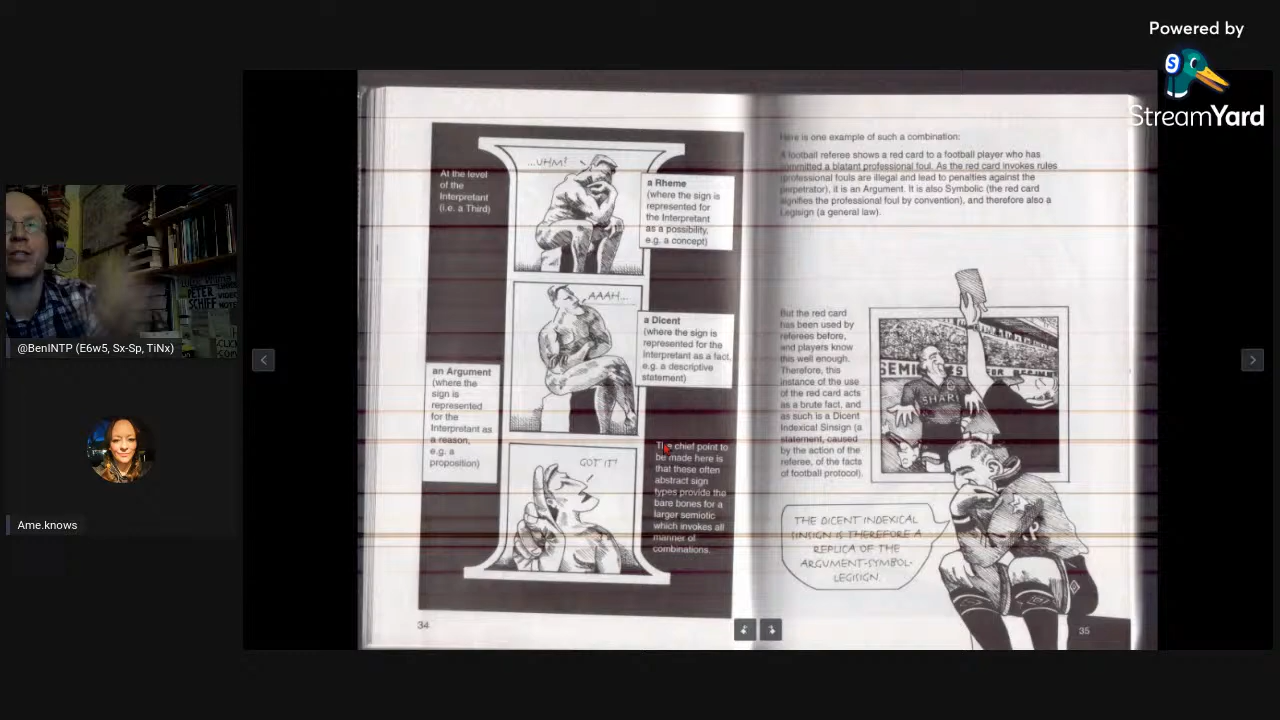 Powered by
StreamYard
@BenINTP (E6w5, Sx-Sp, TiNx)
PETER
SCHIFF
Ame.knows
At the level
of the
Interpretant
(i.e. a Third)
...UHM?
a Rheme
(where the sign is
represented for
the Interpretant
as a possibility,
e.g. a concept)
AAAH...
a Dicent
(where the sign is
represented for the
Interpretant as a fact,
e.g. a descriptive
statement)
an Argument
(where the
sign is
represented
for the
Interpretant as
a reason,
e.g. a
proposition)
GOT IT!
The chief point to
be made here is
that these often
abstract sign
types provide the
bare bones for a
larger semiotic
which invokes all
manner of
combinations.
34
Here is one example of such a combination:
A football referee shows a red card to a football player who has
committed a blatant professional foul. As the red card invokes rules
(professional fouls are illegal and lead to penalties against the
perpetrator), it is an Argument. It is also Symbolic (the red card
signifies the professional foul by convention), and therefore also a
Legisign (a general law).
But the red card
has been used by
referees before,
and players know
this well enough.
Therefore, this
instance of the use
of the red card acts
as a brute fact, and
as such is a Dicent
Indexical Sinsign (a
statement, caused
by the action of the
referee, of the facts
of football protocol).
SHARP
THE DICENT INDEXICAL
SINSIGN IS THEREFORE A
REPLICA OF THE
ARGUMENT-SYMBOL-
LEGISIGN.
35